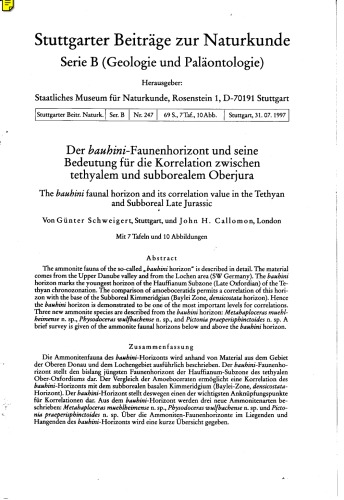 Stuttgarter Beiträge zur Naturkunde
Serie B (Geologie und Paläontologie)
Herausgeber:
Staatliches Museum für Naturkunde, Rosenstein 1, D-70191 Stuttgart
Stuttgarter Beitr. Naturk. Ser. B Nr. 247 69 S., 7 Taf., 10 Abb. Stuttgart, 31. 07. 1997
Der bauhini-Faunenhorizont und seine
Bedeutung für die Korrelation zwischen
tethyalem und subborealem Oberjura
The bauhini faunal horizon and its correlation value in the Tethyan
and Subboreal Late Jurassic
Von Günter Schweigert, Stuttgart, und John H. Callomon, London
Mit 7 Tafeln und 10 Abbildungen
Abstract
The ammonite fauna of the so-called „bauhini horizon" is described in detail. The material
comes from the Upper Danube valley and from the Lochen area (SW Germany). The bauhini
horizon marks the youngest horizon of the Hauffianum Subzone (Late Oxfordian) of the Te-
thyan chronozonation. The comparison of amoeboceratids permits a correlation of this hori-
zon with the base of the Subboreal Kimmeridgian (Baylei Zone, densicostata horizon). Hence
the bauhini horizon is demonstrated to be one of the most important levels for correlations.
Three new ammonite species are described from the bauhini horizon: Metahaploceras muehl-
heimense n. sp., Physodoceras wulfbachense n. sp., and Pictonia praeperisphinctoides n. sp. A
brief survey is given of the ammonite faunal horizons below and above the bauhini horizon.
Zusammenfassung
Die Ammonitenfauna des bauhini-Horizonts wird anhand von Material aus dem Gebiet
der Oberen Donau und dem Lochengebiet ausführlich beschrieben. Der bauhini-Faunenho-
rizont stellt den bislang jüngsten Faunenhorizont der Hauffianum-Subzone des tethyalen
Ober-Oxfordiums dar. Der Vergleich der Amoeboceraten ermöglicht eine Korrelation des
bauhini-Horizonts mit dem subborealen basalen Kimmeridgium (Baylei-Zone, densicostata-
Horizont). Der bauhini-Horizont stellt deswegen einen der wichtigsten Anknüpfungspunkte
für Korrelationen dar. Aus dem bauhini-Horizont werden drei neue Ammonitenarten be-
schrieben: Metahaploceras muehlheimense n. sp., Physodoceras wulfbachense n. sp. und Picto-
nia praeperisphinctoides n. sp. Über die Ammoniten-Faunenhorizonte im Liegenden und
Hangenden des bauhini-Horizonts wird eine kurze Übersicht gegeben.